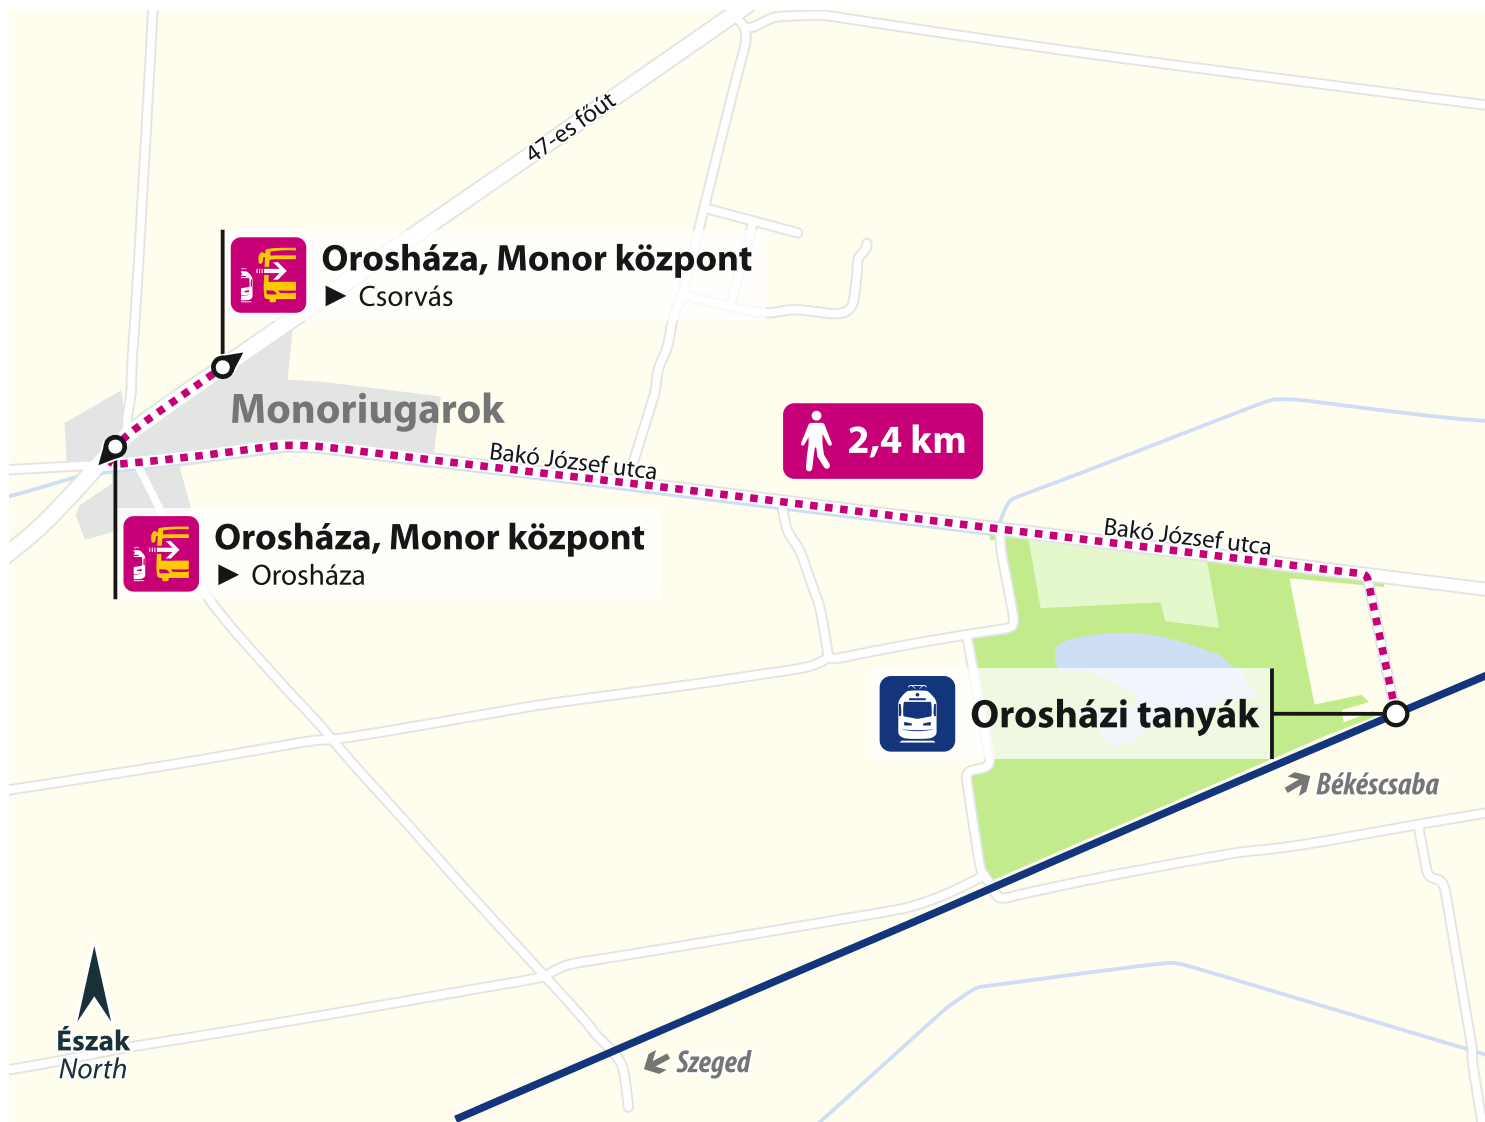 47-es főút
Orosháza, Monor központ
► Csorvás
Monoriugarok
2,4 km
Bakó József utca
Orosháza, Monor központ
► Orosháza
Bakó József utca
Orosházi tanyák
Békéscsaba
Észak
North
Szeged